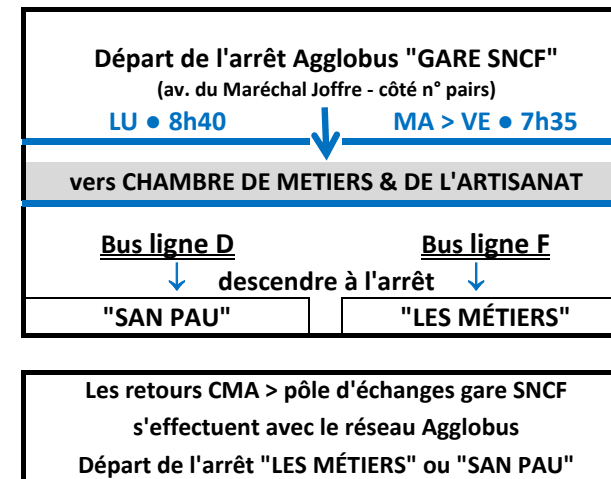 Départ de l'arrêt Agglobus "GARE SNCF"
(av. du Maréchal Joffre - côté n° pairs)
LU ● 8h40 MA > VE ● 7h35
vers CHAMBRE DE METIERS & DE L'ARTISANAT
Bus ligne D Bus ligne F
↓ descendre à l'arrêt ↓
"SAN PAU" "LES MÉTIERS"
Les retours CMA > pôle d'échanges gare SNCF
s'effectuent avec le réseau Agglobus
Départ de l'arrêt "LES MÉTIERS" ou "SAN PAU"